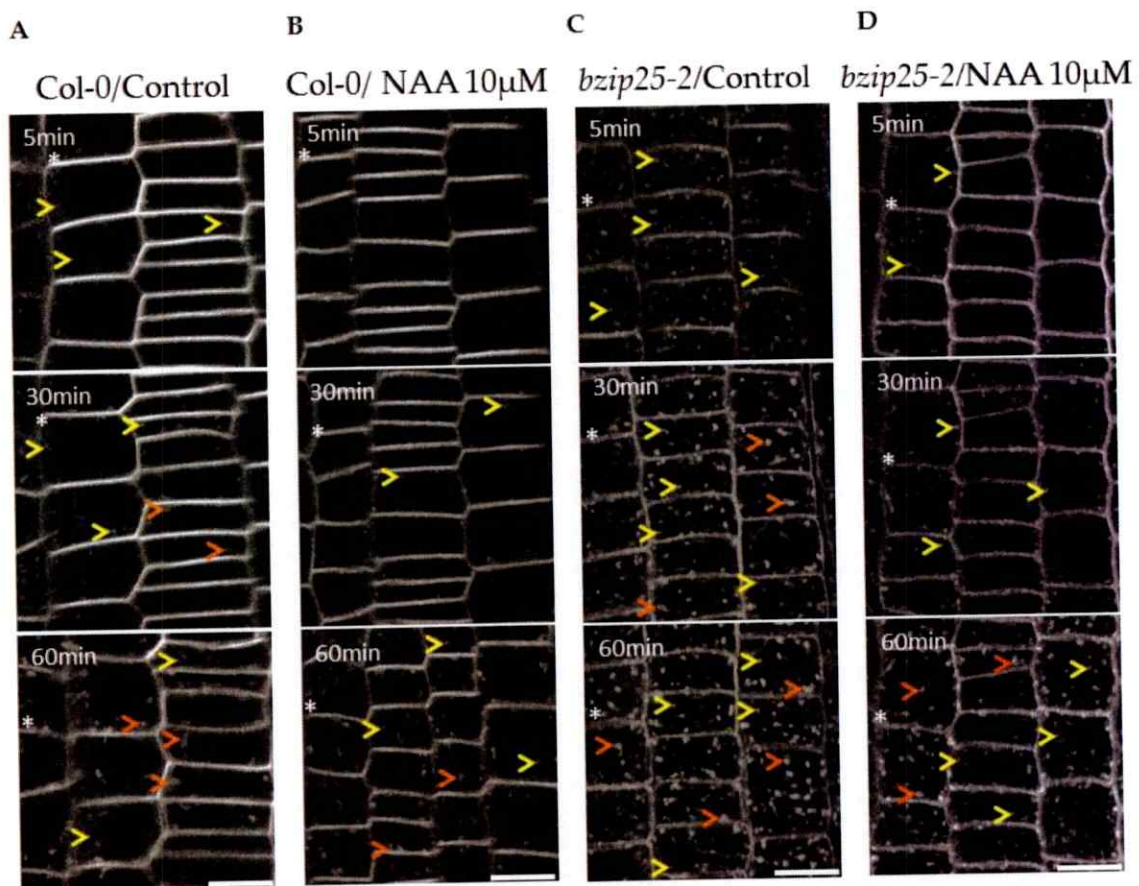 A
B
C
D
Col-0/Control
Col-0/ NAA 10μM
bzip25-2/Control
bzip25-2/NAA 10μM
5min
*
5min
*
5min
*
5min
*
30min
*
30min
*
30min
*
30min
*
60min
*
60min
*
60min
*
60min
*